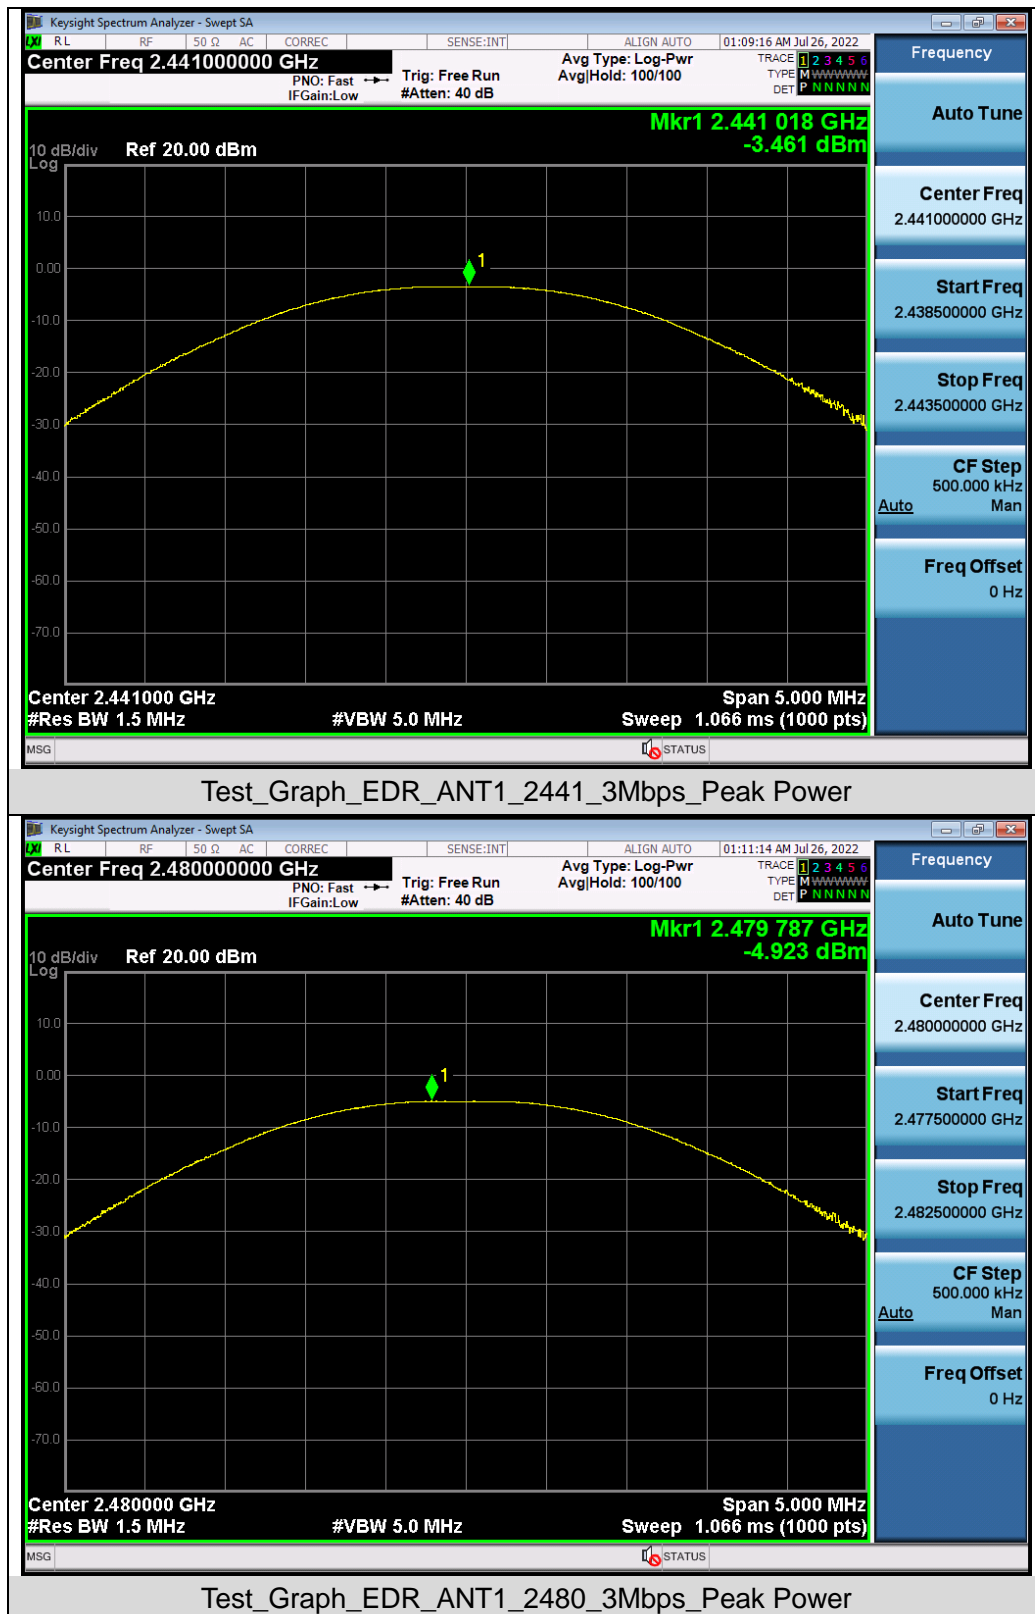 Keysight Spectrum Analyzer - Swept SA
LXI RL RF 50 Ω AC CORREC SENSE:INT ALIGN AUTO 01:09:16 AM Jul 26, 2022
Center Freq 2.441000000 GHz
PNO: Fast
IFGain:Low
Trig: Free Run
#Atten: 40 dB
Avg Type: Log-Pwr
Avg|Hold: 100/100
TRACE 1 2 3 4 5 6
TYPE M WWWWW
DET P N N N N N
Mkr1 2.441 018 GHz
-3.461 dBm
10 dB/div Ref 20.00 dBm
Log
10.0
0.00
-10.0
-20.0
-30.0
-40.0
-50.0
-60.0
-70.0
1
Center 2.441000 GHz Span 5.000 MHz
#Res BW 1.5 MHz #VBW 5.0 MHz Sweep 1.066 ms (1000 pts)
MSG STATUS
Frequency
Auto Tune
Center Freq
2.441000000 GHz
Start Freq
2.438500000 GHz
Stop Freq
2.443500000 GHz
CF Step
500.000 kHz
Auto Man
Freq Offset
0 Hz
Test_Graph_EDR_ANT1_2441_3Mbps_Peak Power
Keysight Spectrum Analyzer - Swept SA
LXI RL RF 50 Ω AC CORREC SENSE:INT ALIGN AUTO 01:11:14 AM Jul 26, 2022
Center Freq 2.480000000 GHz
PNO: Fast
IFGain:Low
Trig: Free Run
#Atten: 40 dB
Avg Type: Log-Pwr
Avg|Hold: 100/100
TRACE 1 2 3 4 5 6
TYPE M WWWWW
DET P N N N N N
Mkr1 2.479 787 GHz
-4.923 dBm
10 dB/div Ref 20.00 dBm
Log
10.0
0.00
-10.0
-20.0
-30.0
-40.0
-50.0
-60.0
-70.0
1
Center 2.480000 GHz Span 5.000 MHz
#Res BW 1.5 MHz #VBW 5.0 MHz Sweep 1.066 ms (1000 pts)
MSG STATUS
Frequency
Auto Tune
Center Freq
2.480000000 GHz
Start Freq
2.477500000 GHz
Stop Freq
2.482500000 GHz
CF Step
500.000 kHz
Auto Man
Freq Offset
0 Hz
Test_Graph_EDR_ANT1_2480_3Mbps_Peak Power